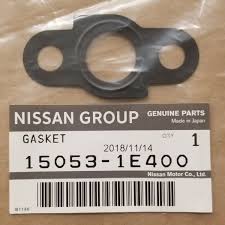 NISSAN GROUP GENUINE PARTS
Made in Japan
GASKET
2018/11/14 QTY 1
15053-1E400
Nissan Motor Co., Ltd.